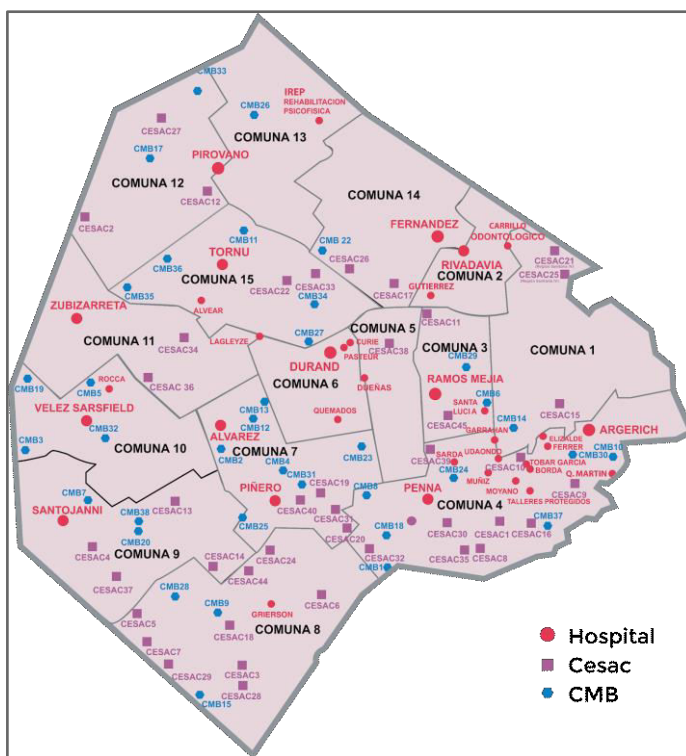 CMB33
CMB26
IREP
REHABILITACION
PSICOFISICA
CESAC27
COMUNA 13
CMB17
PIROVANO
COMUNA 12
COMUNA 14
CESAC12
CESAC2
FERNANDEZ
CARRILLO
ODONTOLOGICO
CMB11
CMB 22
TORNU
CESAC21
RIVADAVIA
CMB36
CESAC26
COMUNA 15
COMUNA 2
CESAC25
CESAC22
CESAC33
CESAC17
GUTIERREZ
CMB35
CMB34
ZUBIZARRETA
ALVEAR
CESAC11
COMUNA 5
LAGLEYZE
CMB27
CURIE
COMUNA 11
CESAC34
CESAC38
COMUNA 3
COMUNA 1
PASTEUR
DURAND
CMB29
CMB19
CMB5
ROCCA
CESAC 36
COMUNA 6
DUEÑAS
RAMOS MEJIA
VELEZ SARSFIELD
CMB13
CMB12
QUEMADOS
SANTA
LUCIA
CMB6
CESAC15
CESAC45
CMB14
ARGERICH
CMB32
ALVAREZ
GARRAHAN
ELIZALDE
CMB3
COMUNA 10
COMUNA 7
CMB2
CMB23
FERRER
CESAC39
SARDA
UDAONDO
CMB30
CMB10
CMB4
CESAC10
TOBAR GARCIA
BORDA
Q. MARTIN
CMB24
CMB31
MUÑIZ
CESAC9
CMB7
PIÑERO
CESAC19
CMB8
PENNA
MOYANO
TALLERES PROTEGIDOS
CESAC13
CESAC40
COMUNA 4
SANTOJANNI
CMB38
CESAC31
CMB37
CMB25
CMB18
CESAC30
CESAC1
CESAC16
CMB20
CESAC20
COMUNA 9
CESAC4
CESAC14
CESAC24
CESAC32
CESAC35
CESAC8
CESAC44
CESAC37
CMB28
CMB9
CESAC6
GRIERSON
CESAC5
CESAC18
COMUNA 8
CESAC7
CESAC29
CESAC3
CESAC28
CMB15
Hospital
Cesac
CMB